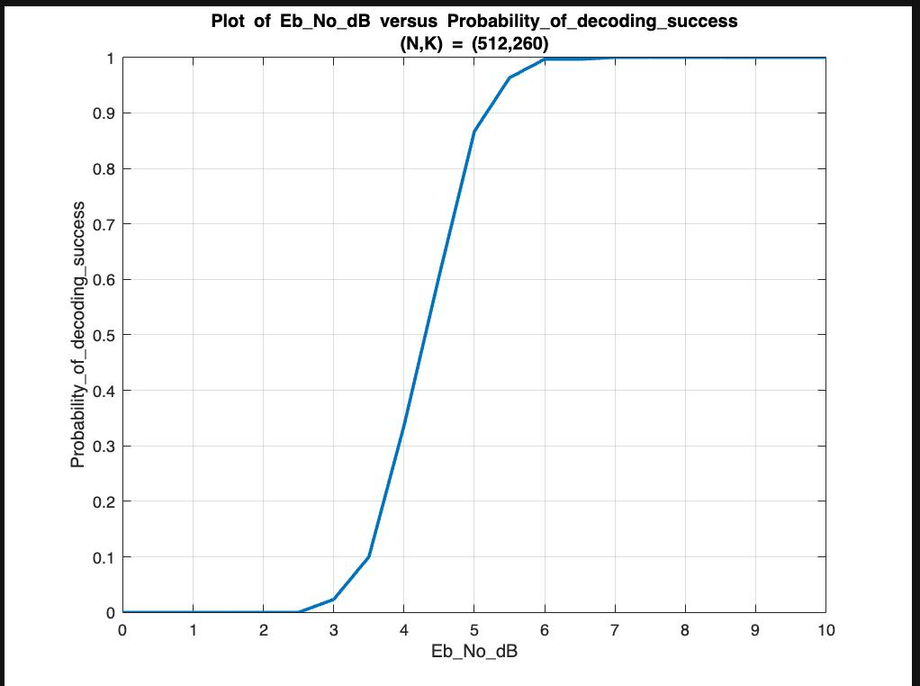 Plot of Eb_No_dB versus Probability_of_decoding_success
(N,K) = (512,260)
1
0.9
0.8
0.7
0.6
0.5
0.4
0.3
0.2
0.1
0
Probability_of_decoding_success
0 1 2 3 4 5 6 7 8 9 10
Eb_No_dB